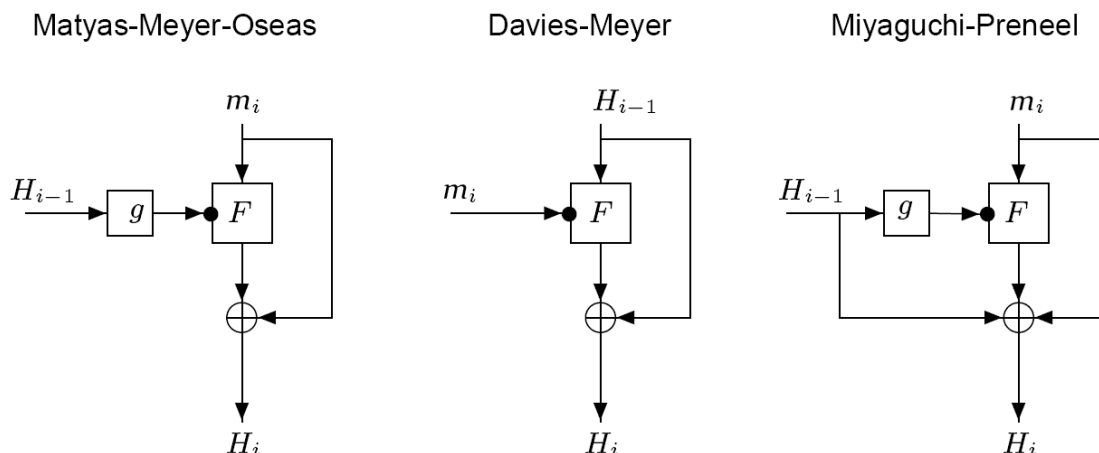 Matyas-Meyer-Oseas
m_i
H_{i-1}
g
F
H_i
Davies-Meyer
H_{i-1}
m_i
F
H_i
Miyaguchi-Preneel
m_i
H_{i-1}
g
F
H_i